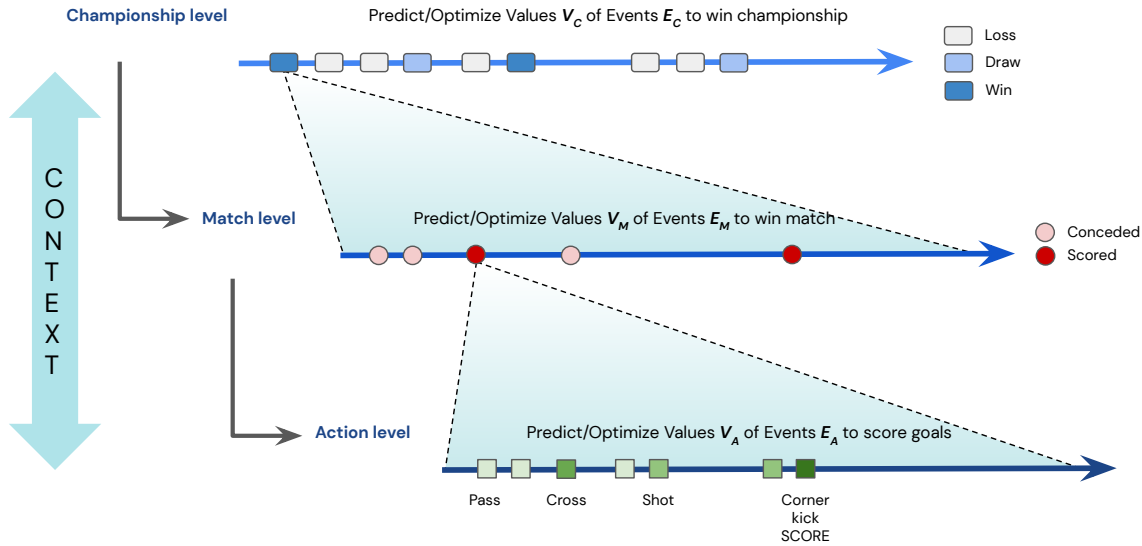 Championship level
Predict/Optimize Values V_C of Events E_C to win championship
Loss
Draw
Win
CONTEXT
Match level
Predict/Optimize Values V_M of Events E_M to win match
Conceded
Scored
Action level
Predict/Optimize Values V_A of Events E_A to score goals
Pass
Cross
Shot
Corner
kick
SCORE